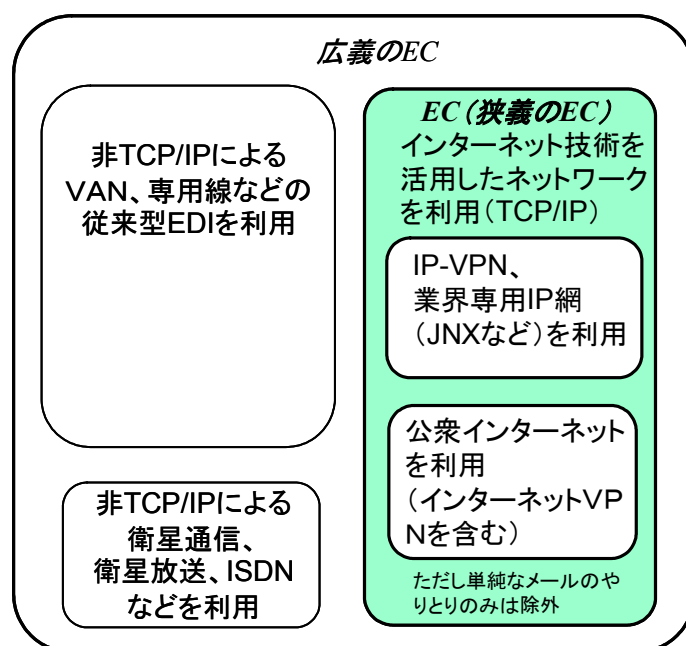 広義のEC
非TCP/IPによる
VAN、専用線などの
従来型EDIを利用
非TCP/IPによる
衛星通信、
衛星放送、ISDN
などを利用
EC(狭義のEC)
インターネット技術を
活用したネットワーク
を利用(TCP/IP)
IP-VPN、
業界専用IP網
(JNXなど)を利用
公衆インターネット
を利用
(インターネットVP
Nを含む)
ただし単純なメールのや
りとりのみは除外